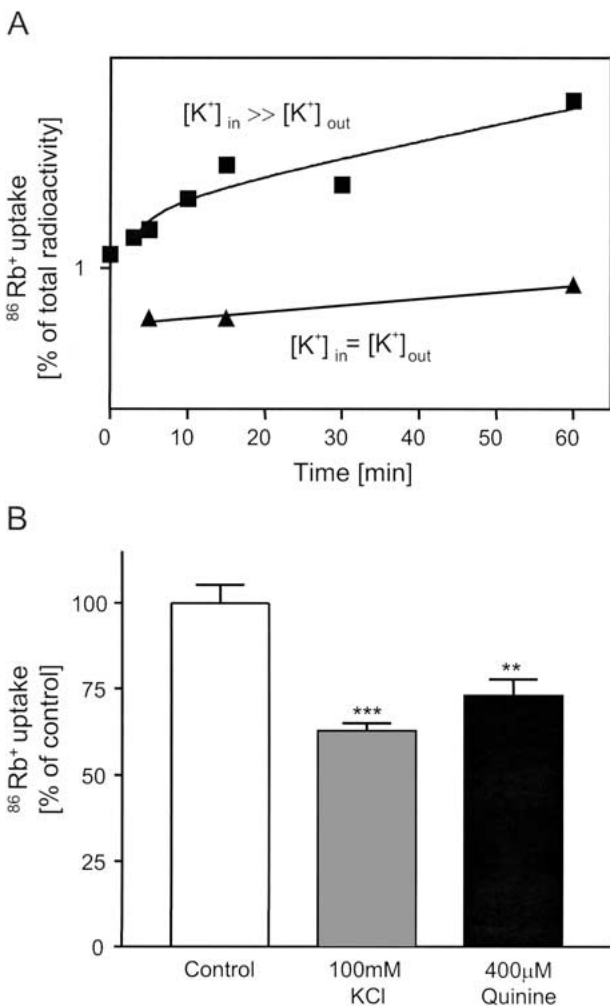 A
[K⁺] in >> [K⁺] out
⁸⁶Rb⁺ uptake
[% of total radioactivity]
1
[K⁺] in = [K⁺]out
0 10 20 30 40 50 60
Time [min]
B
⁸⁶Rb⁺ uptake
[% of control]
100
75
50
25
0
***
**
Control 100mM 400µM
KCl Quinine